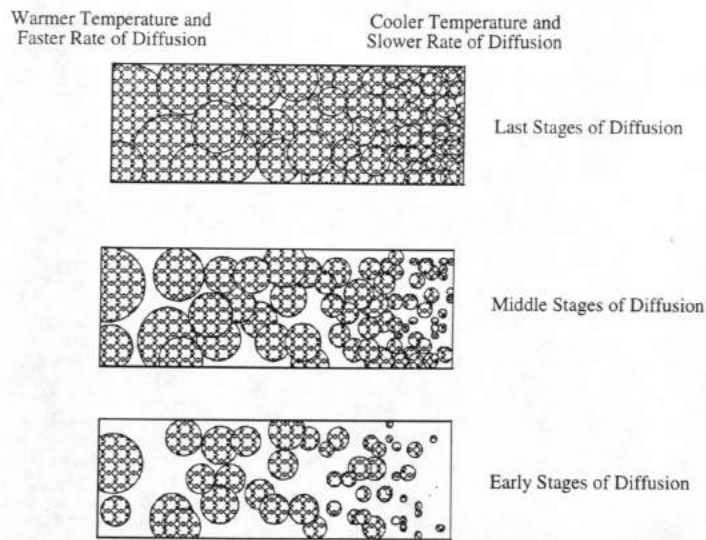 Warmer Temperature and
Faster Rate of Diffusion
Cooler Temperature and
Slower Rate of Diffusion
Last Stages of Diffusion
Middle Stages of Diffusion
Early Stages of Diffusion